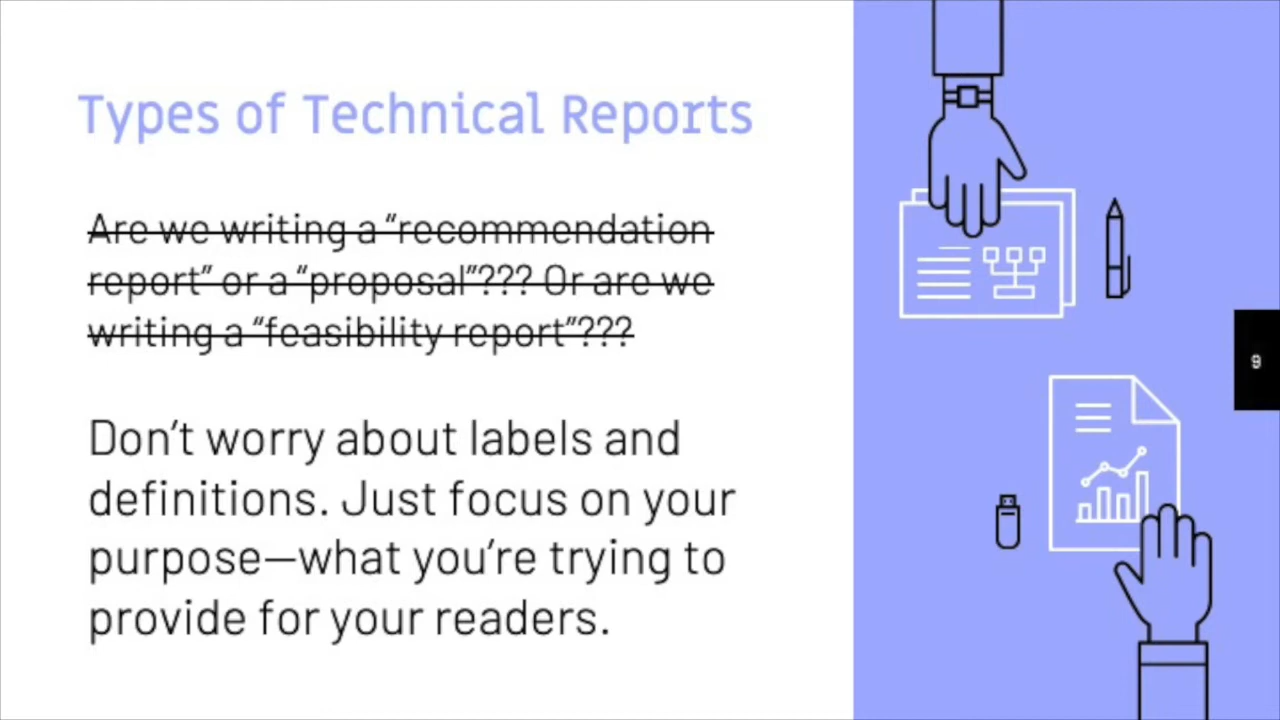 Types of Technical Reports
Are we writing a “recommendation
report” or a “proposal”??? Or are we
writing a “feasibility report”???
Don’t worry about labels and
definitions. Just focus on your
purpose—what you’re trying to
provide for your readers.
9